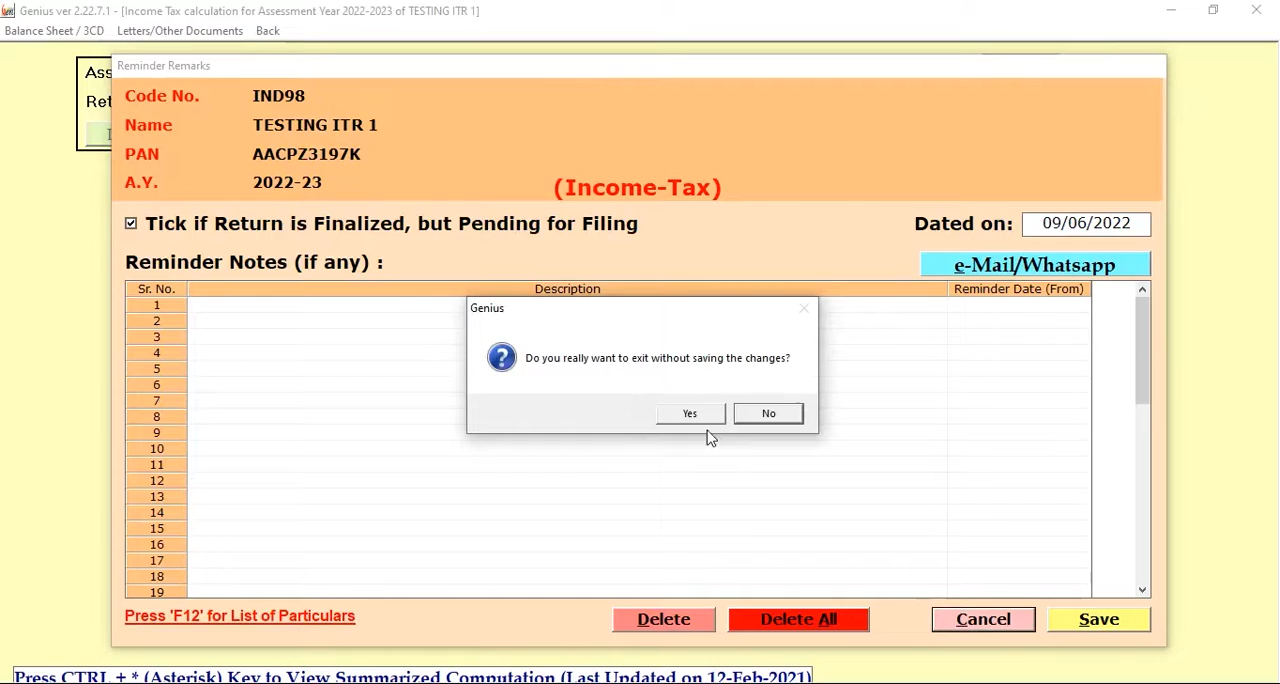 Genius ver 2.22.7.1 - [Income Tax calculation for Assessment Year 2022-2023 of TESTING ITR 1]
Balance Sheet / 3CD Letters/Other Documents Back
Reminder Remarks
Code No. IND98
Name TESTING ITR 1
PAN AACPZ3197K
A.Y. 2022-23
(Income-Tax)
Tick if Return is Finalized, but Pending for Filing Dated on: 09/06/2022
Reminder Notes (if any) : e-Mail/Whatsapp
Sr. No. Description Reminder Date (From)
1
2
3
4
5
6
7
8
9
10
11
12
13
14
15
16
17
18
19
Genius
Do you really want to exit without saving the changes?
Yes No
Press 'F12' for List of Particulars Delete Delete All Cancel Save
Press CTRL + * (Asterisk) Key to View Summarized Computation (Last Updated on 12-Feb-2021)